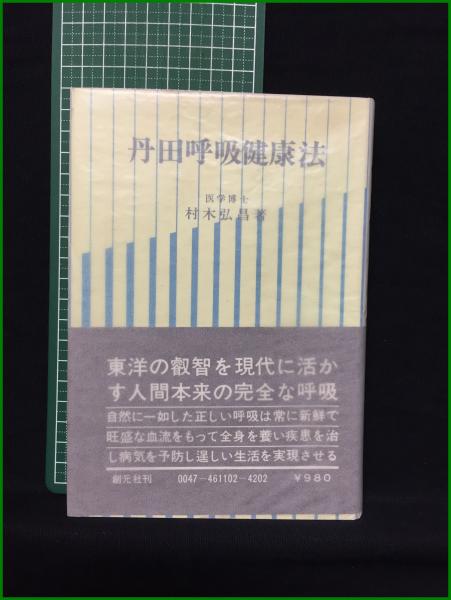 丹田呼吸健康法
医学博士
村木弘昌著
東洋の叡智を現代に活か
す人間本来の完全な呼吸
自然に一如した正しい呼吸は常に新鮮で
旺盛な血流をもって全身を養い疾患を治
し病気を予防し逞しい生活を実現させる
創元社刊 0047-461102-4202 ¥980